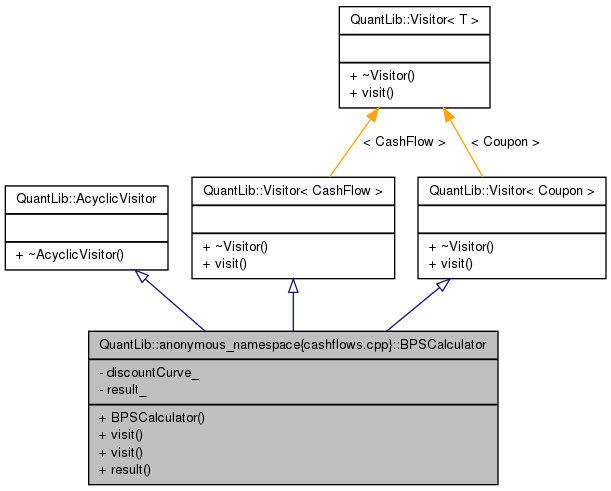 QuantLib::Visitor< T >
+ ~Visitor()
+ visit()
< CashFlow >
< Coupon >
QuantLib::AcyclicVisitor
+ ~AcyclicVisitor()
QuantLib::Visitor< CashFlow >
+ ~Visitor()
+ visit()
QuantLib::Visitor< Coupon >
+ ~Visitor()
+ visit()
QuantLib::anonymous_namespace{cashflows.cpp}::BPSCalculator
- discountCurve_
- result_
+ BPSCalculator()
+ visit()
+ visit()
+ result()